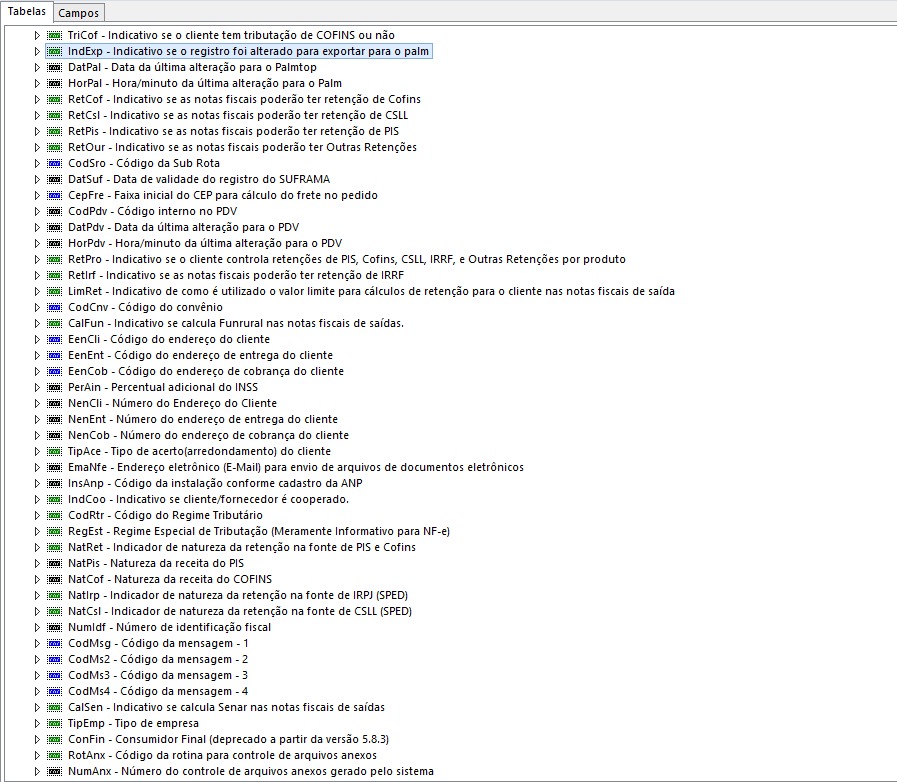 Tabelas
Campos
TriCof - Indicativo se o cliente tem tributação de COFINS ou não
IndExp - Indicativo se o registro foi alterado para exportar para o palm
DatPal - Data da última alteração para o Palmtop
HorPal - Hora/minuto da última alteração para o Palm
RetCof - Indicativo se as notas fiscais poderão ter retenção de Cofins
RetCsl - Indicativo se as notas fiscais poderão ter retenção de CSLL
RetPis - Indicativo se as notas fiscais poderão ter retenção de PIS
RetOur - Indicativo se as notas fiscais poderão ter Outras Retenções
CodSro - Código da Sub Rota
DatSuf - Data de validade do registro do SUFRAMA
CepFre - Faixa inicial do CEP para cálculo do frete no pedido
CodPdv - Código interno no PDV
DatPdv - Data da última alteração para o PDV
HorPdv - Hora/minuto da última alteração para o PDV
RetPro - Indicativo se o cliente controla retenções de PIS, Cofins, CSLL, IRRF, e Outras Retenções por produto
RetIrf - Indicativo se as notas fiscais poderão ter retenção de IRRF
LimRet - Indicativo de como é utilizado o valor limite para cálculos de retenção para o cliente nas notas fiscais de saída
CodCnv - Código do convênio
CalFun - Indicativo se calcula Funrural nas notas fiscais de saídas.
EenCli - Código do endereço do cliente
EenEnt - Código do endereço de entrega do cliente
EenCob - Código do endereço de cobrança do cliente
PerAin - Percentual adicional do INSS
NenCli - Número do Endereço do Cliente
NenEnt - Número do endereço de entrega do cliente
NenCob - Número do endereço de cobrança do cliente
TipAce - Tipo de acerto(arredondamento) do cliente
EmaNfe - Endereço eletrônico (E-Mail) para envio de arquivos de documentos eletrônicos
InsAnp - Código da instalação conforme cadastro da ANP
IndCoo - Indicativo se cliente/fornecedor é cooperado.
CodRtr - Código do Regime Tributário
RegEst - Regime Especial de Tributação (Meramente Informativo para NF-e)
NatRet - Indicador de natureza da retenção na fonte de PIS e Cofins
NatPis - Natureza da receita do PIS
NatCof - Natureza da receita do COFINS
NatIrp - Indicador de natureza da retenção na fonte de IRPJ (SPED)
NatCsl - Indicador de natureza da retenção na fonte de CSLL (SPED)
NumIdf - Número de identificação fiscal
CodMsg - Código da mensagem - 1
CodMs2 - Código da mensagem - 2
CodMs3 - Código da mensagem - 3
CodMs4 - Código da mensagem - 4
CalSen - Indicativo se calcula Senar nas notas fiscais de saídas
TipEmp - Tipo de empresa
ConFin - Consumidor Final (deprecado a partir da versão 5.8.3)
RotAnx - Código da rotina para controle de arquivos anexos
NumAnx - Número do controle de arquivos anexos gerado pelo sistema